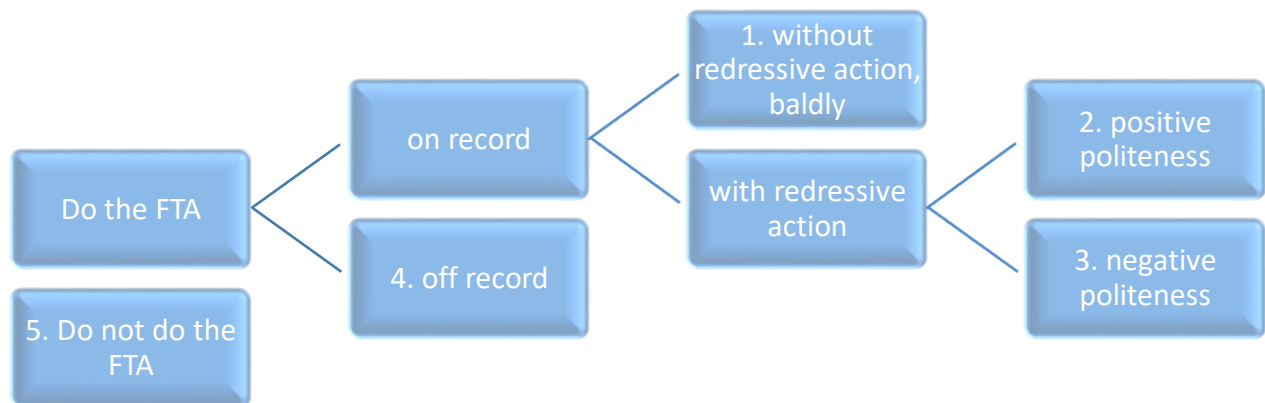 Do the FTA
5. Do not do the
FTA
on record
4. off record
1. without
redressive action,
baldly
with redressive
action
2. positive
politeness
3. negative
politeness